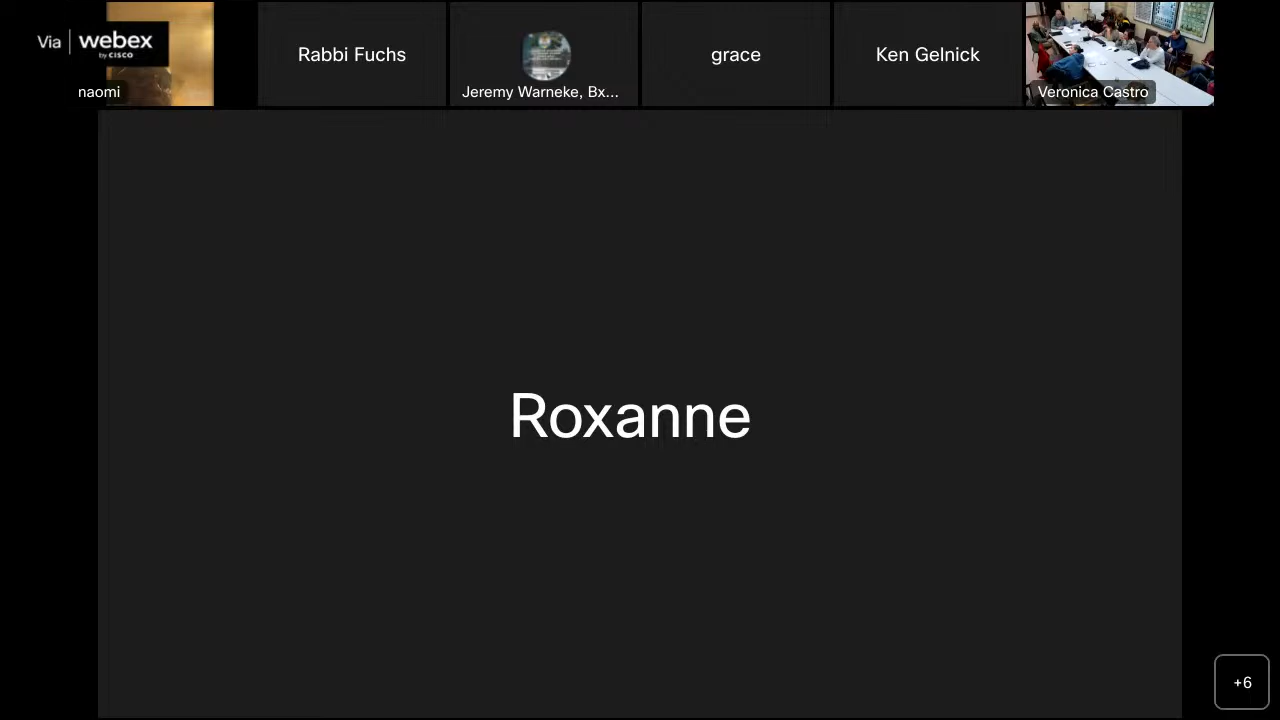 Via | webex
by CISCO
naomi
Rabbi Fuchs
Jeremy Warneke, Bx...
grace
Ken Gelnick
Veronica Castro
Roxanne
+6